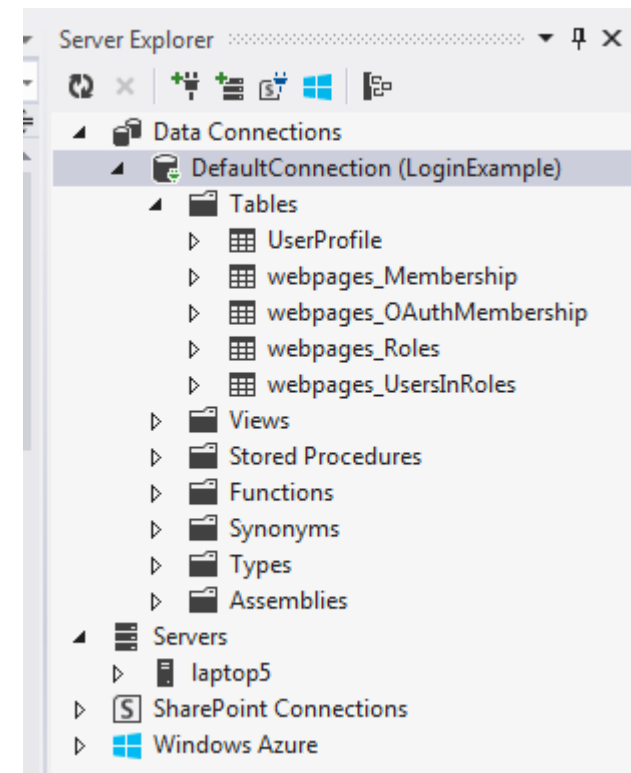 Server Explorer
Data Connections
DefaultConnection (LoginExample)
Tables
UserProfile
webpages_Membership
webpages_OAuthMembership
webpages_Roles
webpages_UsersInRoles
Views
Stored Procedures
Functions
Synonyms
Types
Assemblies
Servers
laptop5
SharePoint Connections
Windows Azure